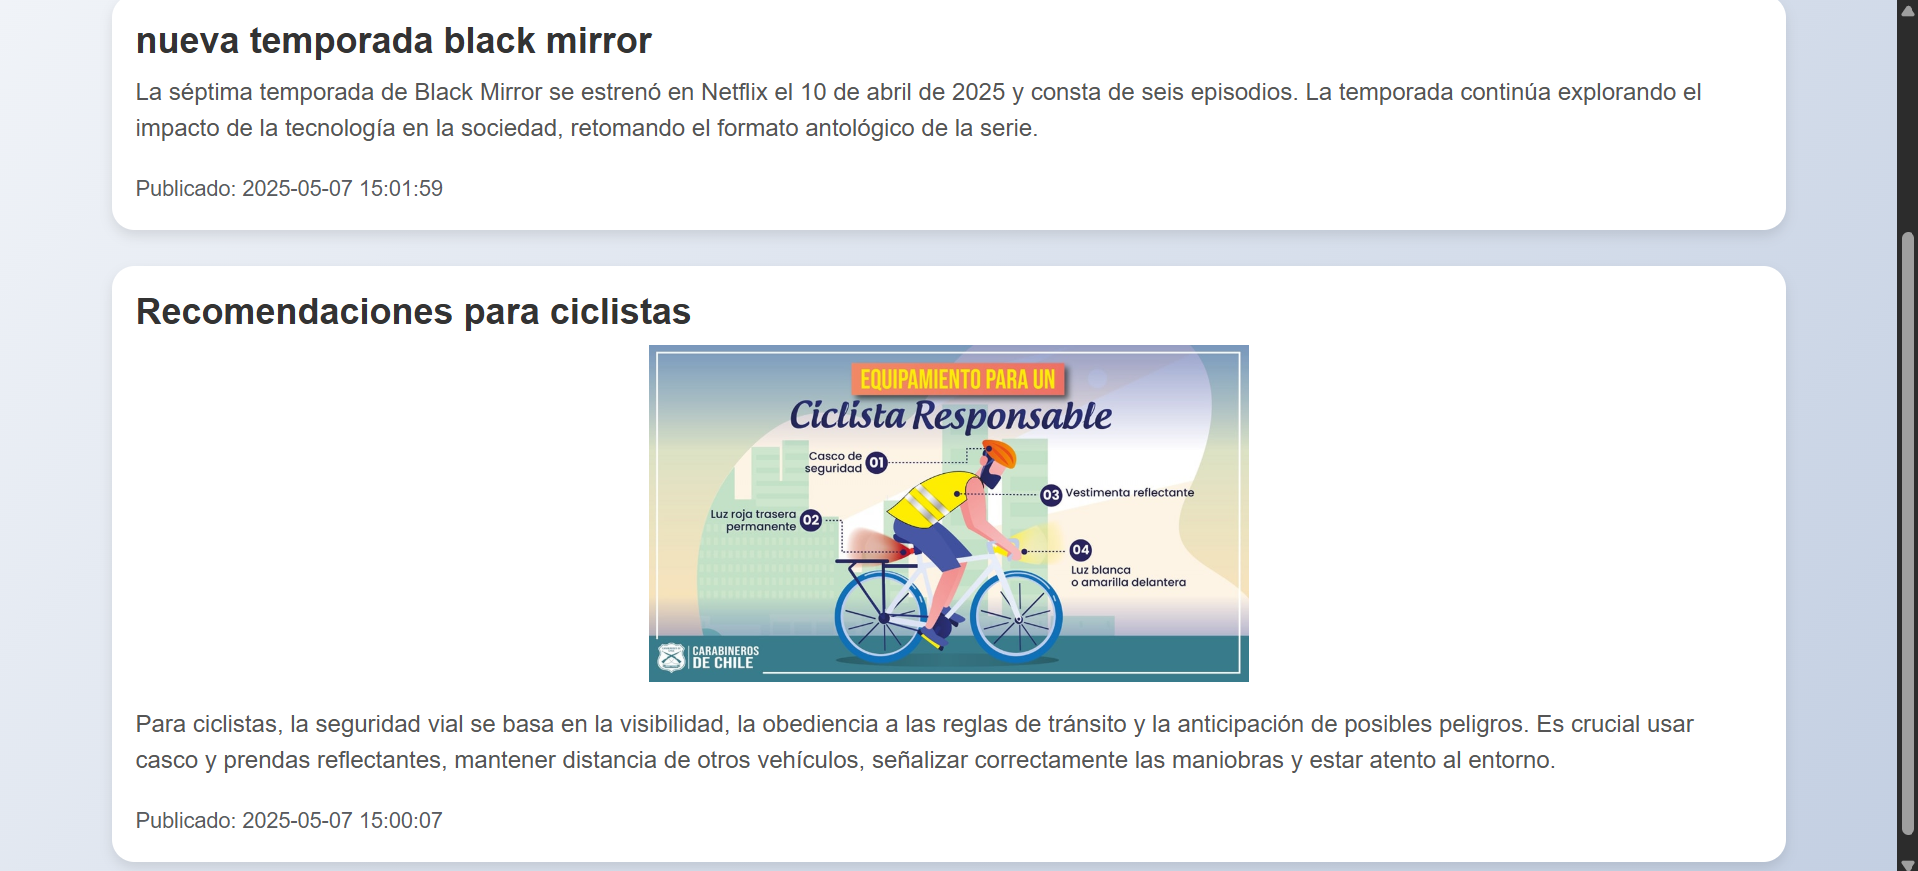 nueva temporada black mirror
La séptima temporada de Black Mirror se estrenó en Netflix el 10 de abril de 2025 y consta de seis episodios. La temporada continúa explorando el
impacto de la tecnología en la sociedad, retomando el formato antológico de la serie.
Publicado: 2025-05-07 15:01:59
Recomendaciones para ciclistas
EQUIPAMIENTO PARA UN
Ciclista Responsable
Casco de
seguridad 01
03 Vestimenta reflectante
Luz roja trasera
permanente 02
04
Luz blanca
o amarilla delantera
CARABINEROS
DE CHILE
Para ciclistas, la seguridad vial se basa en la visibilidad, la obediencia a las reglas de tránsito y la anticipación de posibles peligros. Es crucial usar
casco y prendas reflectantes, mantener distancia de otros vehículos, señalizar correctamente las maniobras y estar atento al entorno.
Publicado: 2025-05-07 15:00:07